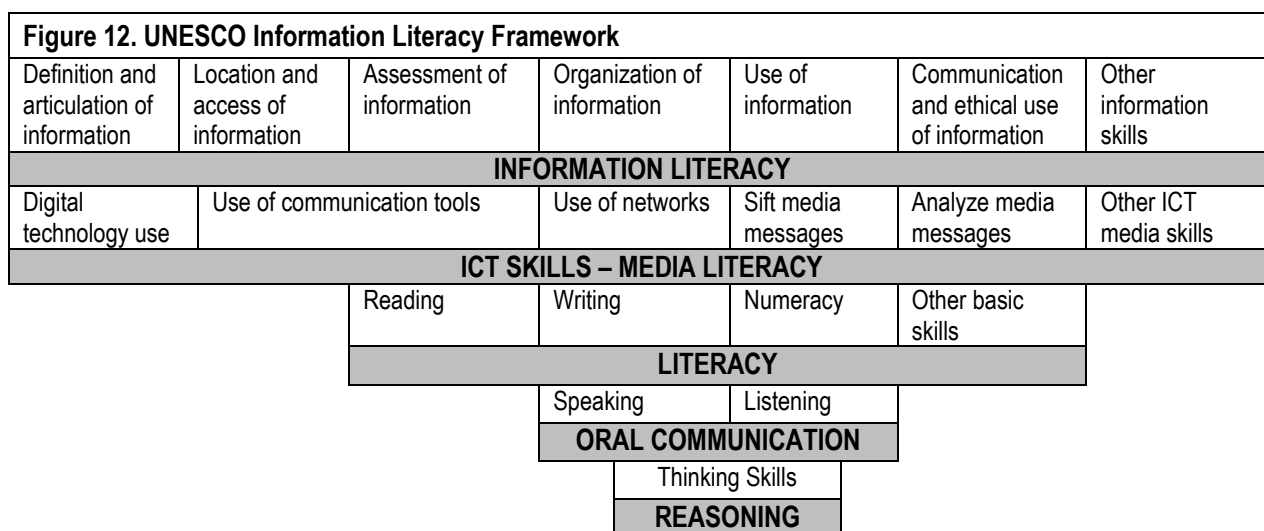 Figure 12. UNESCO Information Literacy Framework
Definition and articulation of information
Location and access of information
Assessment of information
Organization of information
Use of information
Communication and ethical use of information
Other information skills
INFORMATION LITERACY
Digital technology use
Use of communication tools
Use of networks
Sift media messages
Analyze media messages
Other ICT media skills
ICT SKILLS – MEDIA LITERACY
Reading
Writing
Numeracy
Other basic skills
LITERACY
Speaking
Listening
ORAL COMMUNICATION
Thinking Skills
REASONING